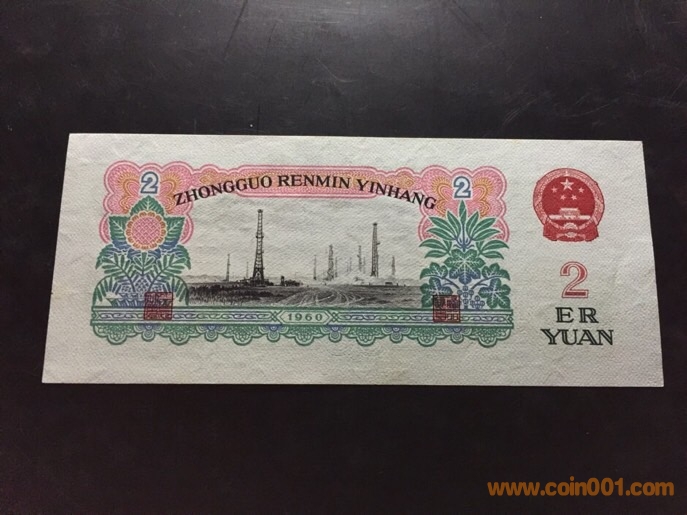 2
ZHONGGUO RENMIN YINHANG
2
1960
2
ER
YUAN
www.coin001.com